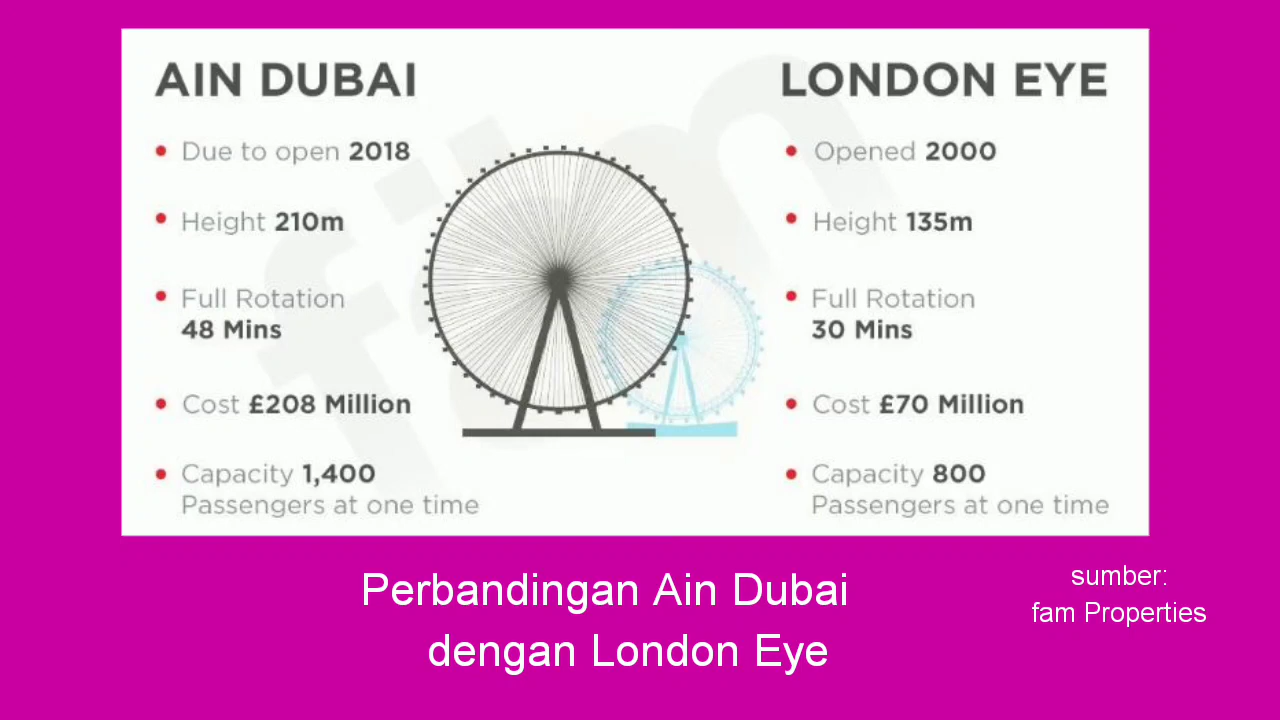 AIN DUBAI
Due to open 2018
Height 210m
Full Rotation
48 Mins
Cost £208 Million
Capacity 1,400
Passengers at one time
LONDON EYE
Opened 2000
Height 135m
Full Rotation
30 Mins
Cost £70 Million
Capacity 800
Passengers at one time
fam
Perbandingan Ain Dubai
dengan London Eye
sumber:
fam Properties